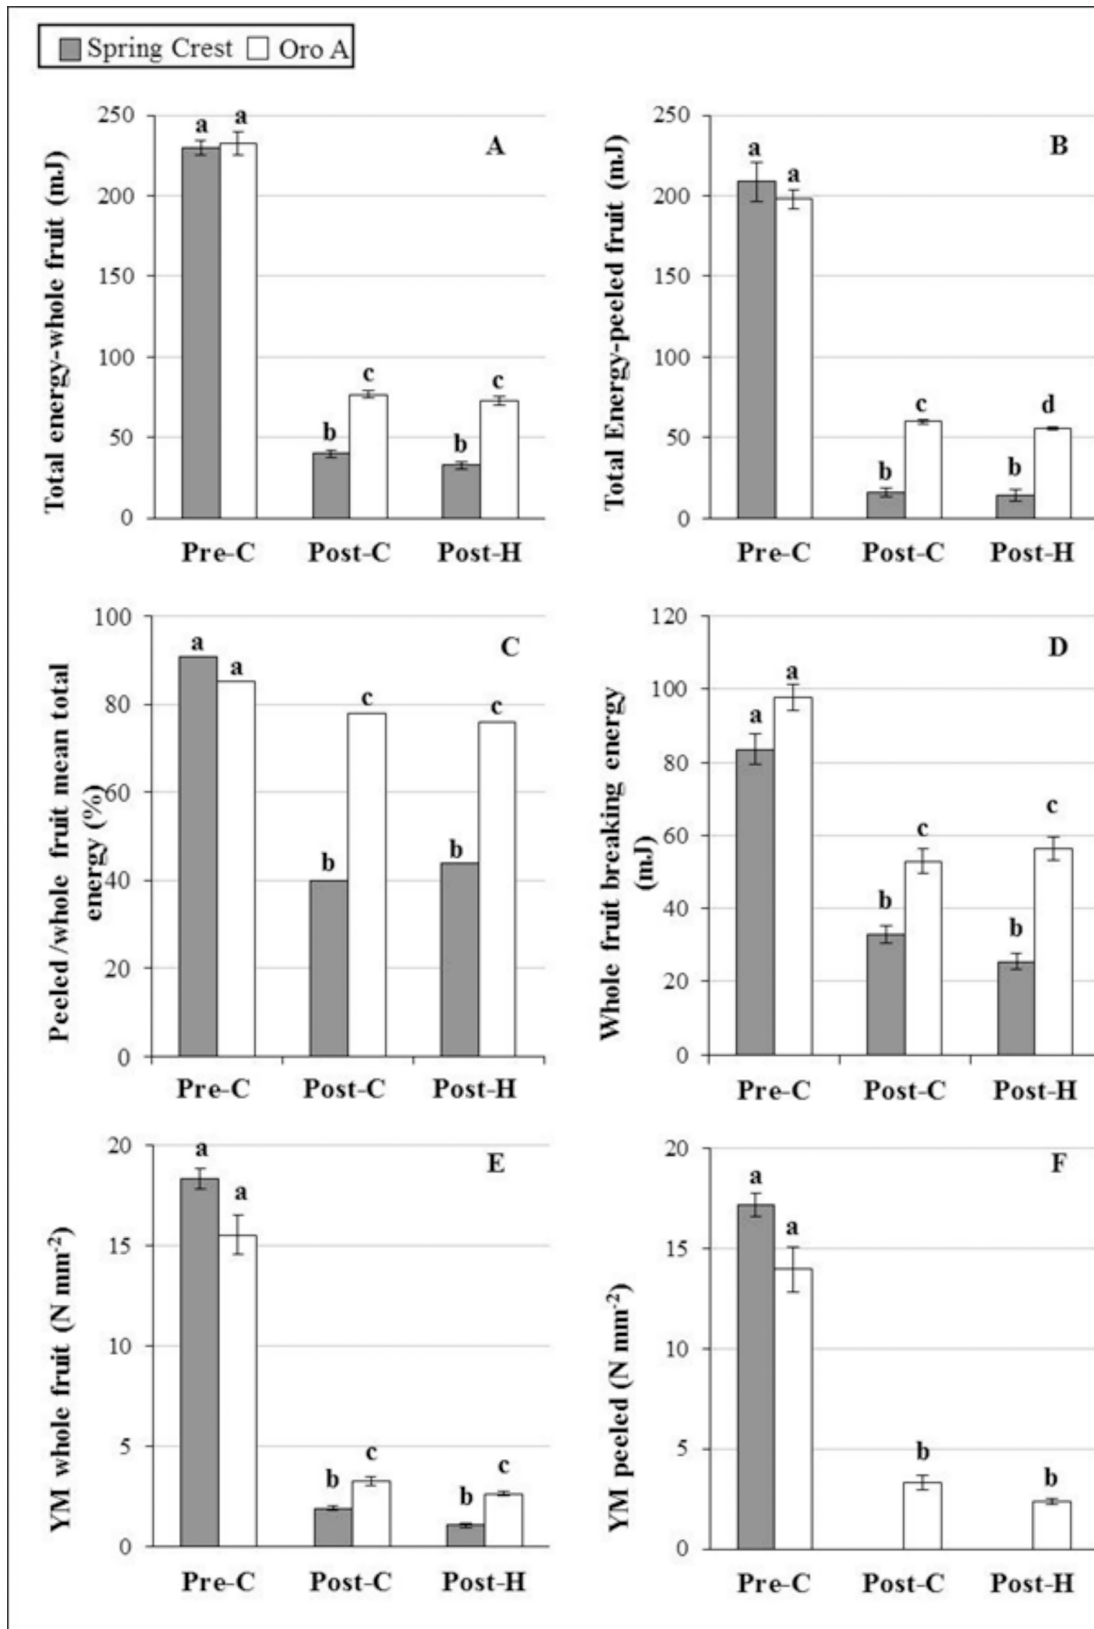 Spring Crest Oro A
A
Total energy-whole fruit (mJ)
250
200
150
100
50
0
a a
b c
b c
Pre-C Post-C Post-H
B
Total Energy-peeled fruit (mJ)
250
200
150
100
50
0
a a
b c
b d
Pre-C Post-C Post-H
C
Peeled /whole fruit mean total
energy (%)
100
80
60
40
20
0
a a
b c
b c
Pre-C Post-C Post-H
D
Whole fruit breaking energy
(mJ)
120
100
80
60
40
20
0
a a
b c
b c
Pre-C Post-C Post-H
E
YM whole fruit (N mm⁻²)
20
15
10
5
0
a a
b c
b c
Pre-C Post-C Post-H
F
YM peeled (N mm⁻²)
20
15
10
5
0
a a
b
b
Pre-C Post-C Post-H